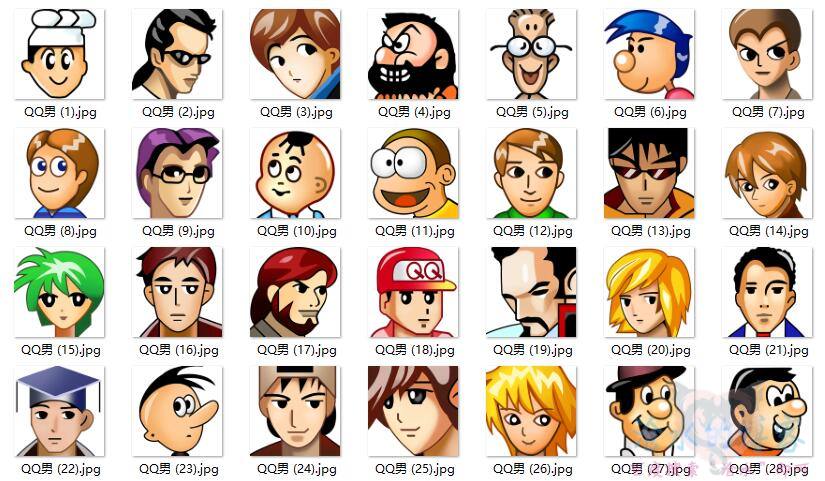 QQ男 (1).jpg QQ男 (2).jpg QQ男 (3).jpg QQ男 (4).jpg QQ男 (5).jpg QQ男 (6).jpg QQ男 (7).jpg
QQ男 (8).jpg QQ男 (9).jpg QQ男 (10).jpg QQ男 (11).jpg QQ男 (12).jpg QQ男 (13).jpg QQ男 (14).jpg
QQ
QQ男 (15).jpg QQ男 (16).jpg QQ男 (17).jpg QQ男 (18).jpg QQ男 (19).jpg QQ男 (20).jpg QQ男 (21).jpg
QQ男 (22).jpg QQ男 (23).jpg QQ男 (24).jpg QQ男 (25).jpg QQ男 (26).jpg QQ男 (27).jpg QQ男 (28).jpg